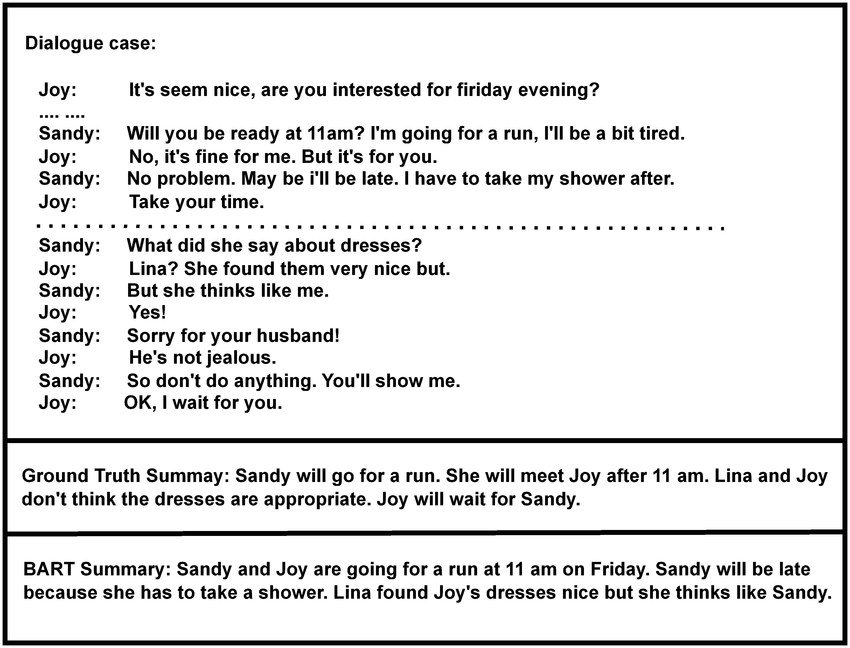 Dialogue case:
Joy: It's seem nice, are you interested for firiday evening?
.... ....
Sandy: Will you be ready at 11am? I'm going for a run, I'll be a bit tired.
Joy: No, it's fine for me. But it's for you.
Sandy: No problem. May be i'll be late. I have to take my shower after.
Joy: Take your time.
Sandy: What did she say about dresses?
Joy: Lina? She found them very nice but.
Sandy: But she thinks like me.
Joy: Yes!
Sandy: Sorry for your husband!
Joy: He's not jealous.
Sandy: So don't do anything. You'll show me.
Joy: OK, I wait for you.
Ground Truth Summay: Sandy will go for a run. She will meet Joy after 11 am. Lina and Joy
don't think the dresses are appropriate. Joy will wait for Sandy.
BART Summary: Sandy and Joy are going for a run at 11 am on Friday. Sandy will be late
because she has to take a shower. Lina found Joy's dresses nice but she thinks like Sandy.